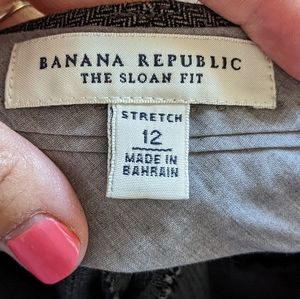 BANANA REPUBLIC
THE SLOAN FIT
STRETCH
12
MADE IN
BAHRAIN